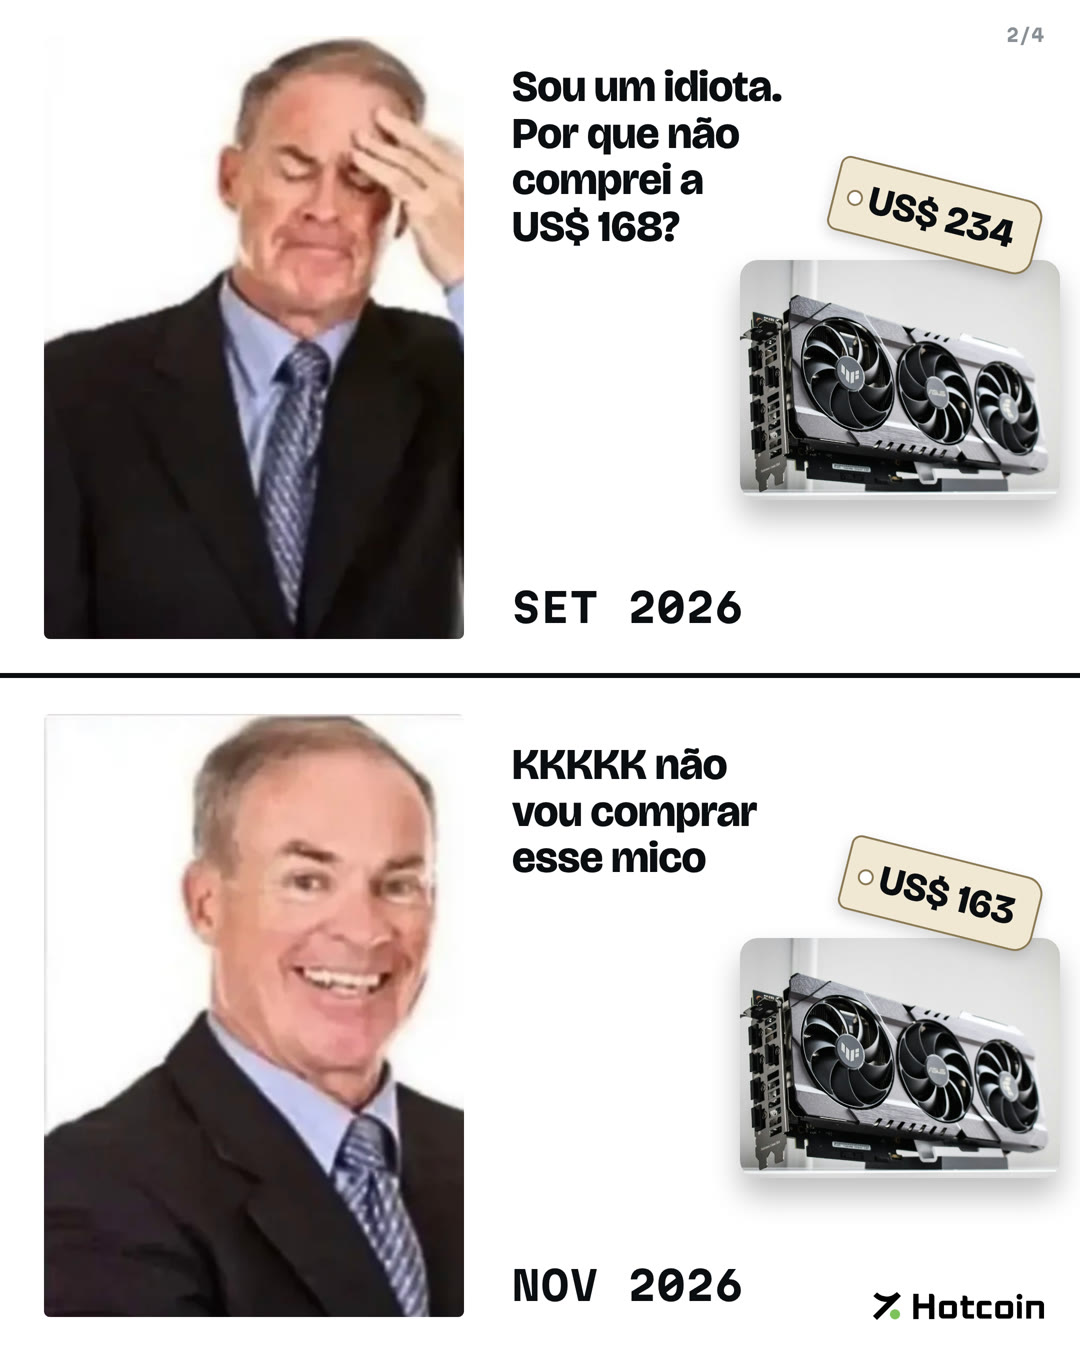 2/4
Sou um idiota.
Por que não
comprei a
US$ 168?
US$ 234
SET 2026
KKKKK não
vou comprar
esse mico
US$ 163
NOV 2026
Hotcoin